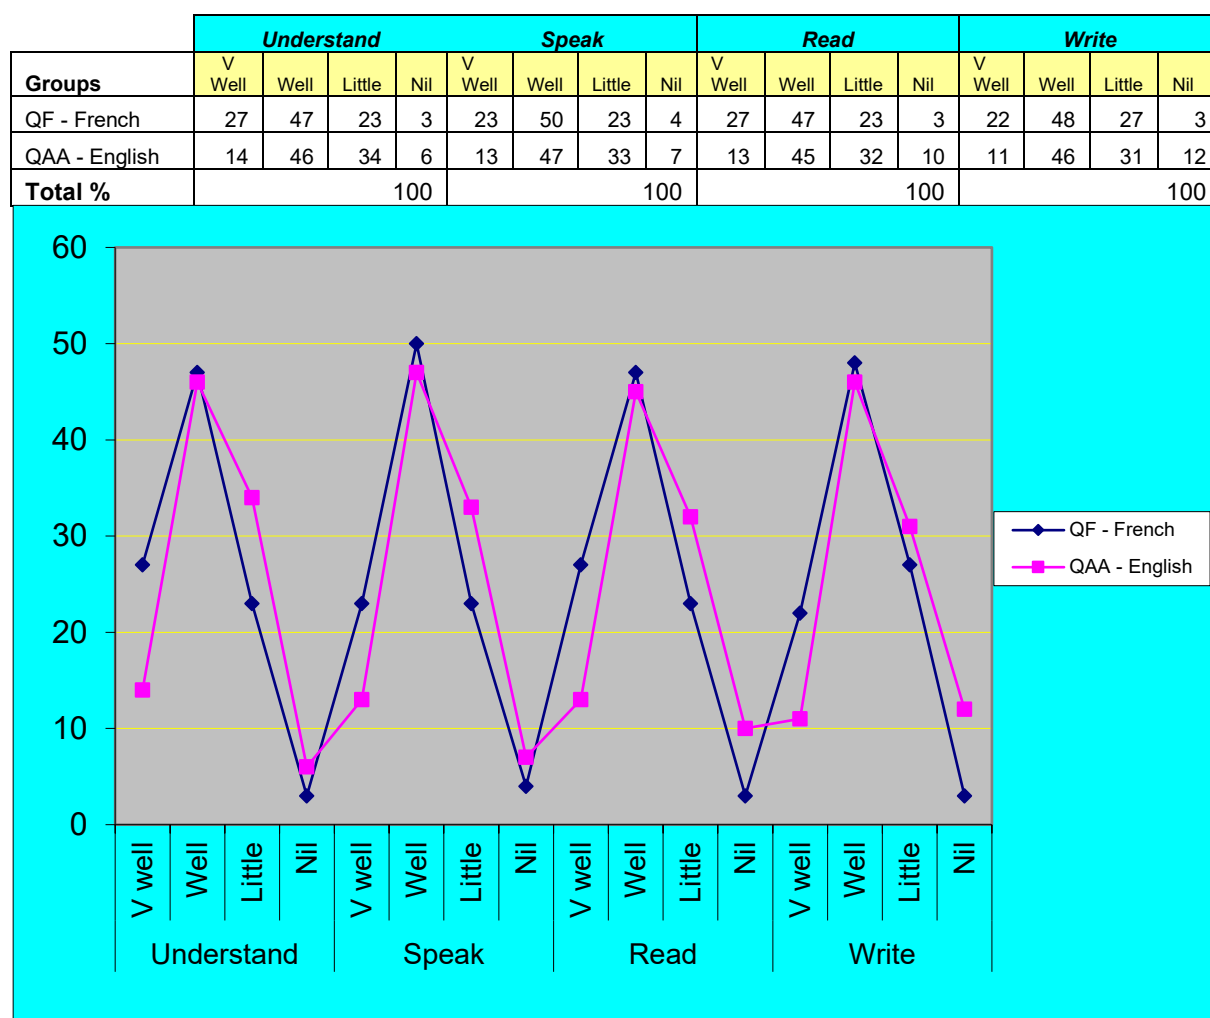 Understand Speak Read Write
Groups V Well Well Little Nil V Well Well Little Nil V Well Well Little Nil V Well Well Little Nil
QF - French 27 47 23 3 23 50 23 4 27 47 23 3 22 48 27 3
QAA - English 14 46 34 6 13 47 33 7 13 45 32 10 11 46 31 12
Total % 100 100 100 100
60
50
40
30
20
10
0
QF - French
QAA - English
V well Well Little Nil V well Well Little Nil V well Well Little Nil V well Well Little Nil
Understand Speak Read Write